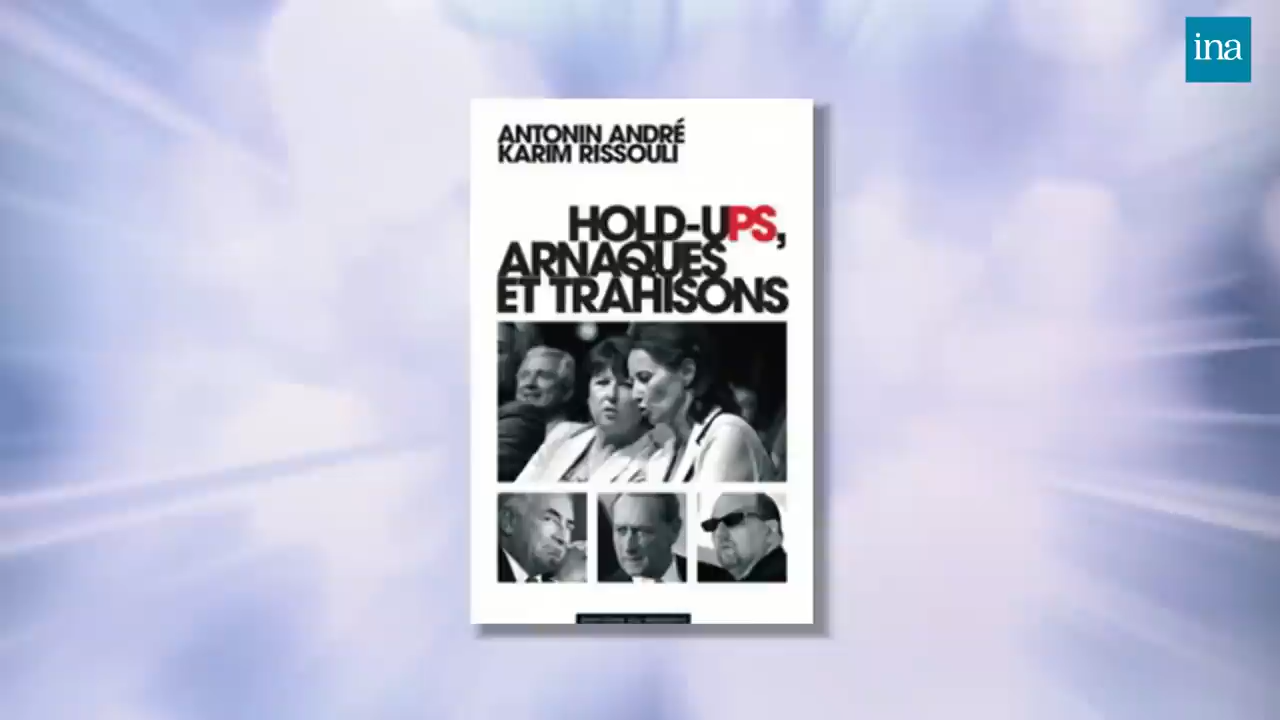 ina
ANTONIN ANDRÉ
KARIM RISSOULI
HOLD-UPS,
ARNAQUES
ET TRAHISONS